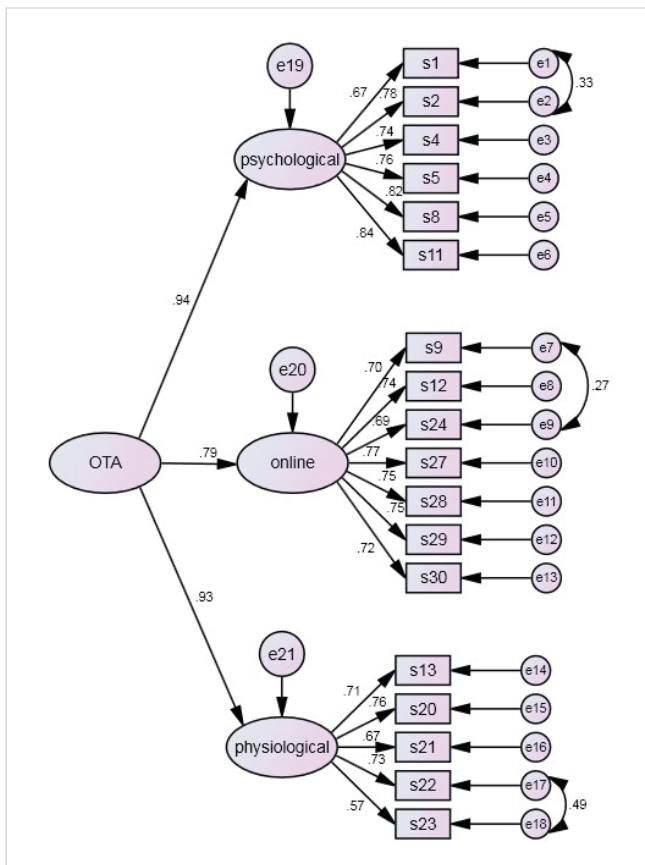 e19
psychological
.67
.78
.74
.76
.82
.84
s1
s2
s4
s5
s8
s11
e1
e2
e3
e4
e5
e6
.33
.94
e20
online
.79
.70
.74
.69
.77
.75
.75
.72
s9
s12
s24
s27
s28
s29
s30
e7
e8
e9
e10
e11
e12
e13
.27
OTA
.93
e21
physiological
.71
.76
.67
.73
.57
s13
s20
s21
s22
s23
e14
e15
e16
e17
e18
.49